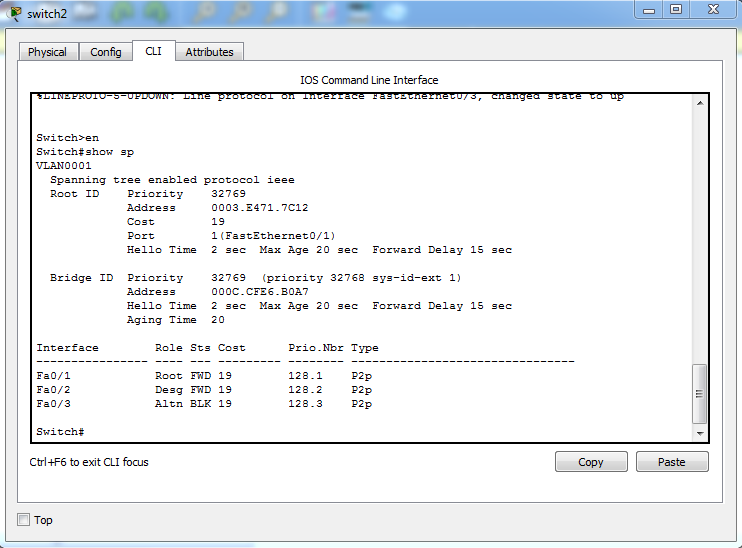 switch2
Physical Config CLI Attributes
IOS Command Line Interface
%LINEPROTO-5-UPDOWN: Line protocol on Interface FastEthernet0/3, changed state to up
Switch>en
Switch#show sp
VLAN0001
Spanning tree enabled protocol ieee
Root ID Priority 32769
Address 0003.E471.7C12
Cost 19
Port 1(FastEthernet0/1)
Hello Time 2 sec Max Age 20 sec Forward Delay 15 sec
Bridge ID Priority 32769 (priority 32768 sys-id-ext 1)
Address 000C.CFE6.B0A7
Hello Time 2 sec Max Age 20 sec Forward Delay 15 sec
Aging Time 20
Interface Role Sts Cost Prio.Nbr Type
---------------- ---- --- --------- -------- --------------------------------
Fa0/1 Root FWD 19 128.1 P2p
Fa0/2 Desg FWD 19 128.2 P2p
Fa0/3 Altn BLK 19 128.3 P2p
Switch#
Ctrl+F6 to exit CLI focus
Copy Paste
Top